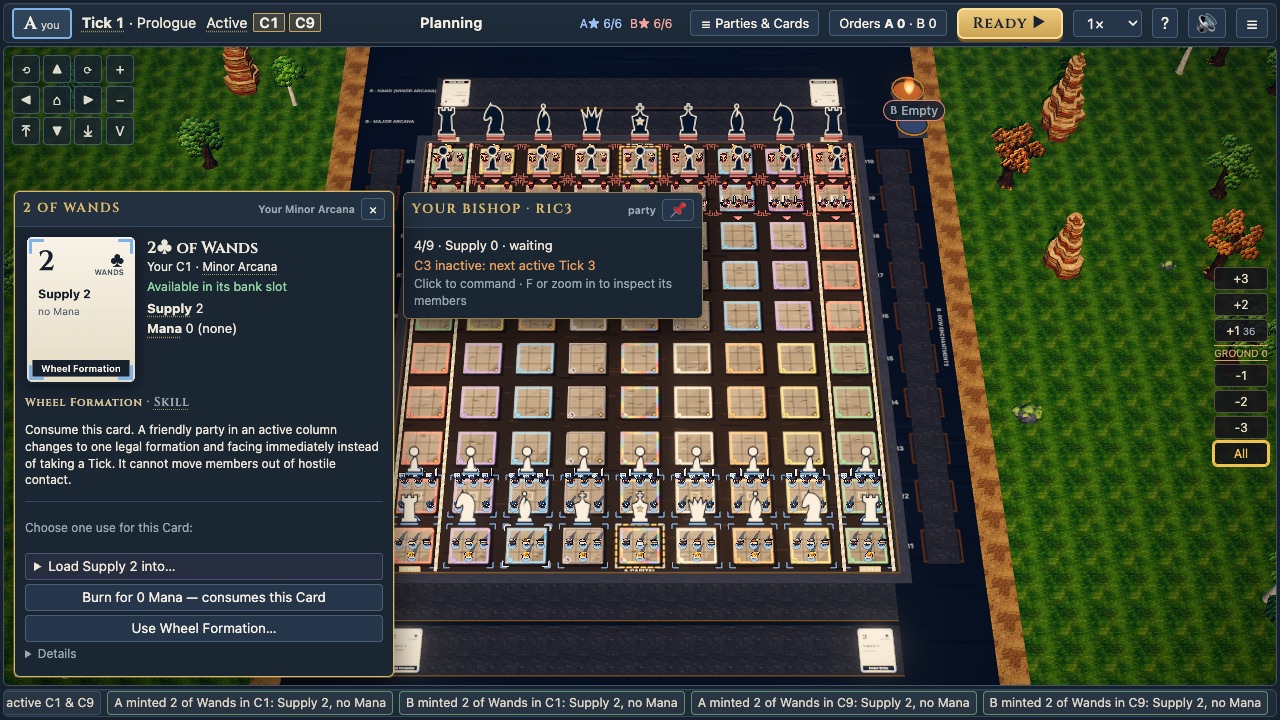 A you
Tick 1 · Prologue
Active C1 C9
Planning
A★ 6/6 B★ 6/6
≡ Parties & Cards
Orders A 0 · B 0
READY ▶
1×
?
≡
V
B · HAND (MINOR ARCANA)
B · MAJOR ARCANA
B Empty
2 OF WANDS
Your Minor Arcana
×
2
WANDS
Supply 2
no Mana
Wheel Formation
2♣ OF WANDS
Your C1 · Minor Arcana
Available in its bank slot
Supply 2
Mana 0 (none)
WHEEL FORMATION · SKILL
Consume this card. A friendly party in an active column
changes to one legal formation and facing immediately instead
of taking a Tick. It cannot move members out of hostile
contact.
Choose one use for this Card:
▶ Load Supply 2 into...
Burn for 0 Mana — consumes this Card
Use Wheel Formation...
▶ Details
YOUR BISHOP · R1C3
party
4/9 · Supply 0 · waiting
C3 inactive: next active Tick 3
Click to command · F or zoom in to inspect its
members
+3
+2
+1 36
GROUND 0
-1
-2
-3
All
active C1 & C9
A minted 2 of Wands in C1: Supply 2, no Mana
B minted 2 of Wands in C1: Supply 2, no Mana
A minted 2 of Wands in C9: Supply 2, no Mana
B minted 2 of Wands in C9: Supply 2, no Mana